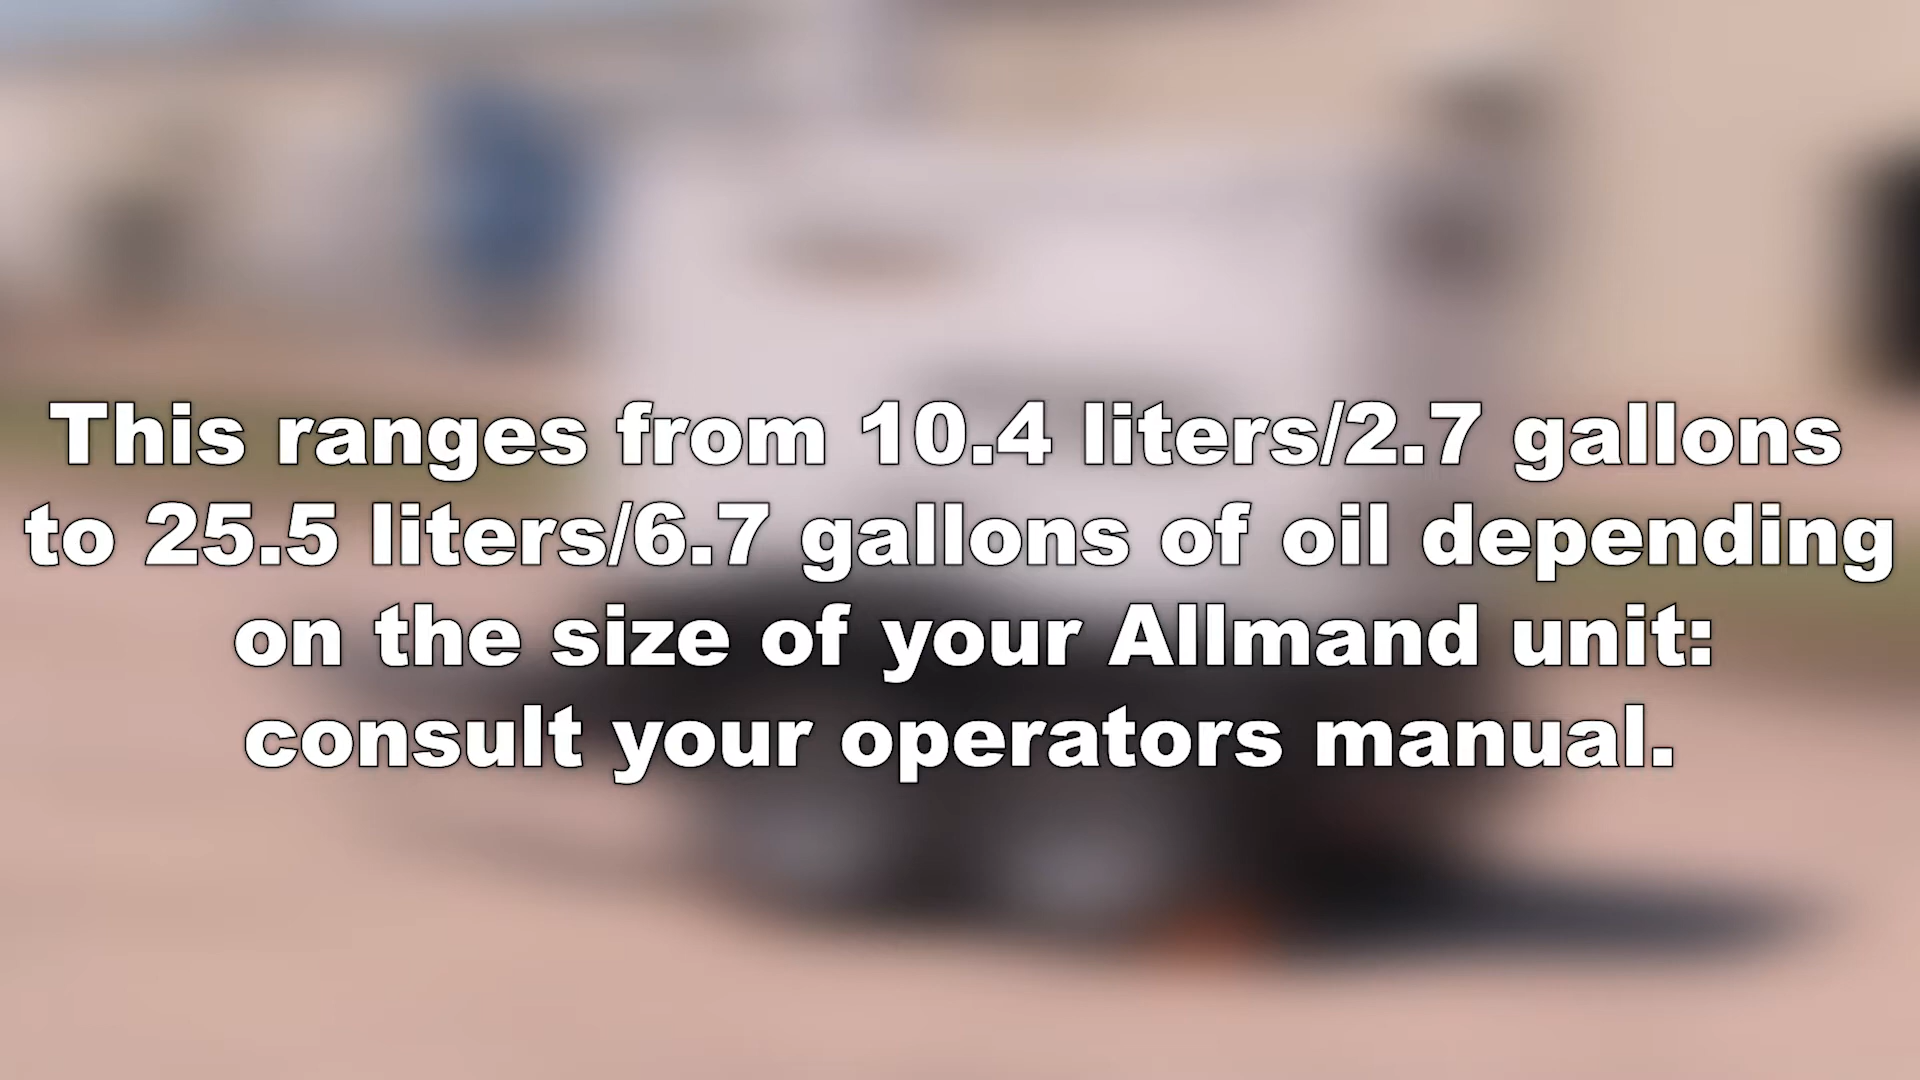 This ranges from 10.4 liters/2.7 gallons
to 25.5 liters/6.7 gallons of oil depending
on the size of your Allmand unit:
consult your operators manual.